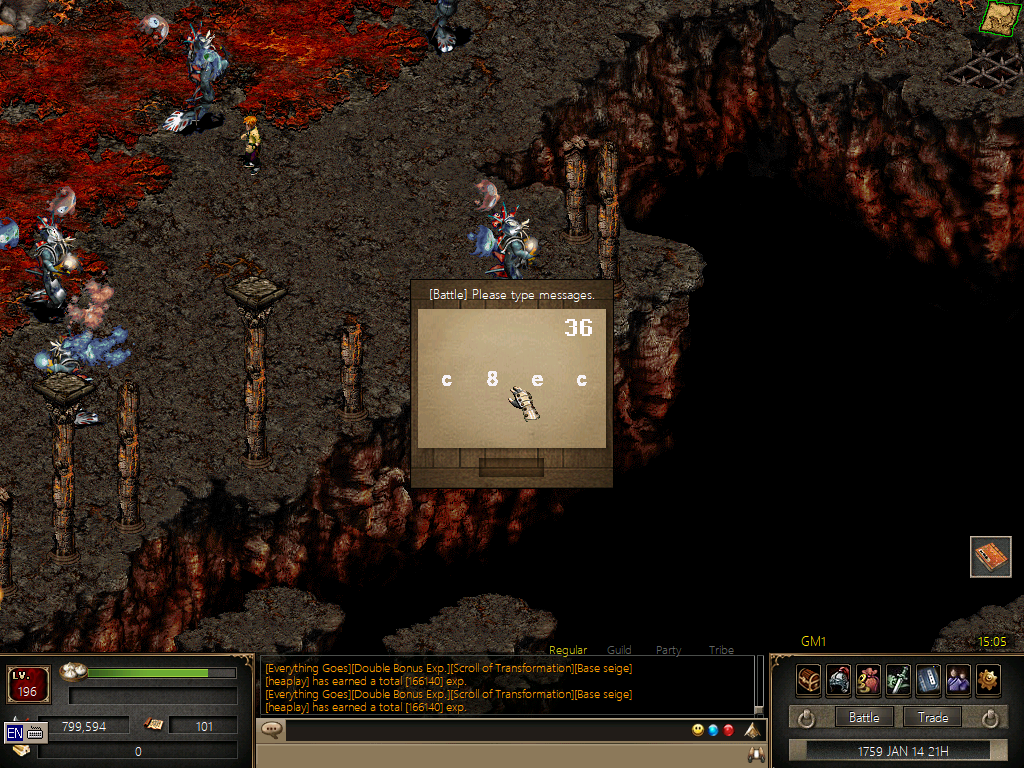 [Battle] Please type messages.
36
c 8 e c
GM1
15:05
Regular Guild Party Tribe
[Everything Goes][Double Bonus Exp.][Scroll of Transformation][Base seige]
[heaplay] has earned a total [166140] exp.
[Everything Goes][Double Bonus Exp.][Scroll of Transformation][Base seige]
[heaplay] has earned a total [166140] exp.
LV.
196
799,594
101
EN
0
Battle
Trade
1759 JAN 14 21H